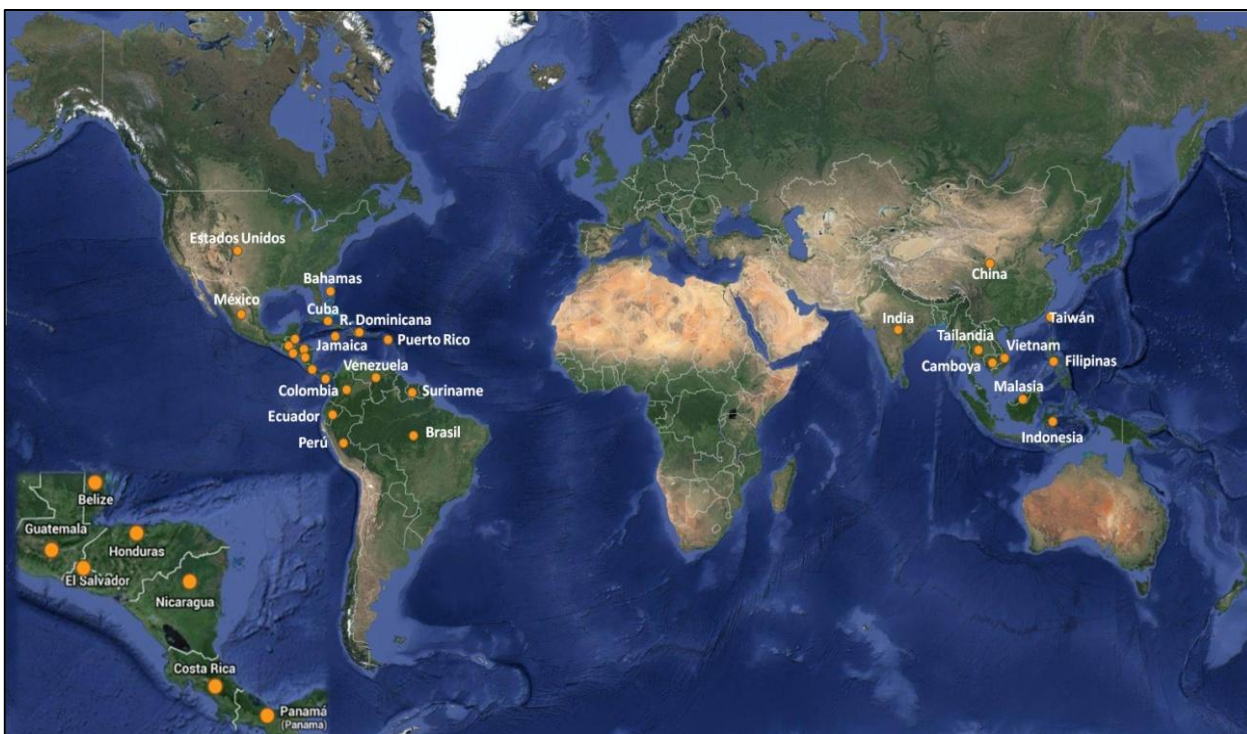 Estados Unidos
Bahamas
México
Cuba
R. Dominicana
Jamaica
Puerto Rico
Venezuela
Colombia
Suriname
Ecuador
Perú
Brasil
China
India
Taiwán
Tailandia
Vietnam
Camboya
Filipinas
Malasia
Indonesia
Belize
Guatemala
Honduras
El Salvador
Nicaragua
Costa Rica
Panamá
(Panama)